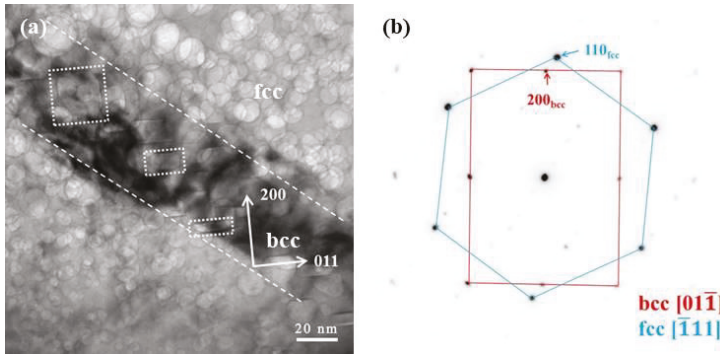 (a)
fcc
200
bcc
011
20 nm
(b)
110fcc
200bcc
bcc [011̅]
fcc [1̅11]